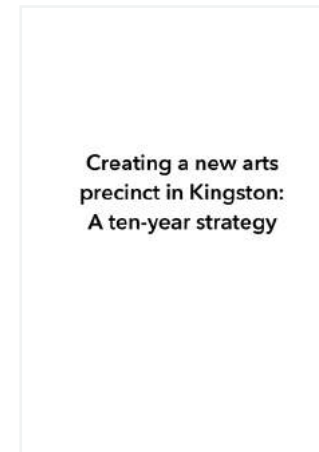 Creating a new arts
precinct in Kingston:
A ten-year strategy